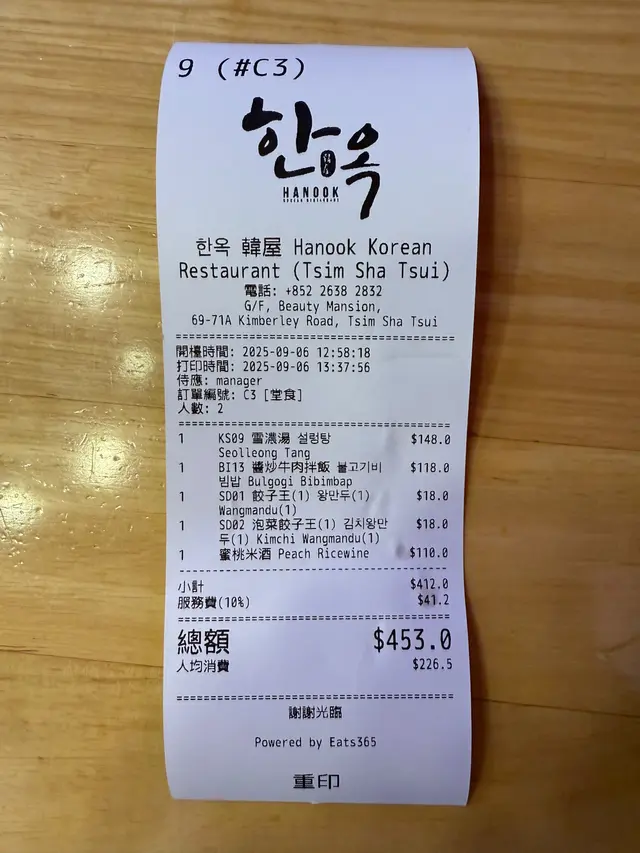 9 (#C3)
한옥
HANOOK
KOREAN RESTAURANT
한옥 韓屋 Hanook Korean
Restaurant (Tsim Sha Tsui)
電話: +852 2638 2832
G/F, Beauty Mansion,
69-71A Kimberley Road, Tsim Sha Tsui
開檯時間: 2025-09-06 12:58:18
打印時間: 2025-09-06 13:37:56
侍應: manager
訂單編號: C3 [堂食]
人數: 2
1 KS09 雪濃湯 설렁탕 $148.0
Seolleong Tang
1 BI13 醬炒牛肉拌飯 불고기비 $118.0
빔밥 Bulgogi Bibimbap
1 SD01 餃子王(1) 왕만두(1) $18.0
Wangmandu(1)
1 SD02 泡菜餃子王(1) 김치왕만 $18.0
두(1) Kimchi Wangmandu(1)
1 蜜桃米酒 Peach Ricewine $110.0
小計 $412.0
服務費(10%) $41.2
總額 $453.0
人均消費 $226.5
謝謝光臨
Powered by Eats365
重印